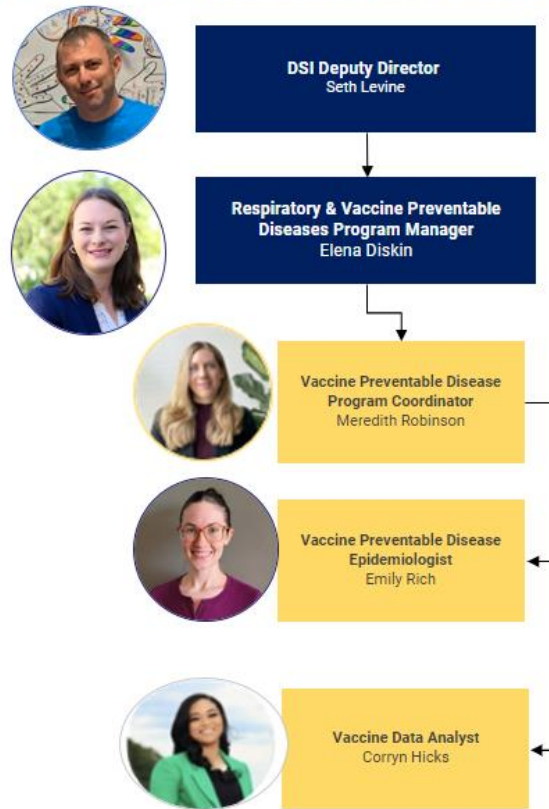 DSI Deputy Director
Seth Levine
Respiratory & Vaccine Preventable
Diseases Program Manager
Elena Diskin
Vaccine Preventable Disease
Program Coordinator
Meredith Robinson
Vaccine Preventable Disease
Epidemiologist
Emily Rich
Vaccine Data Analyst
Corryn Hicks